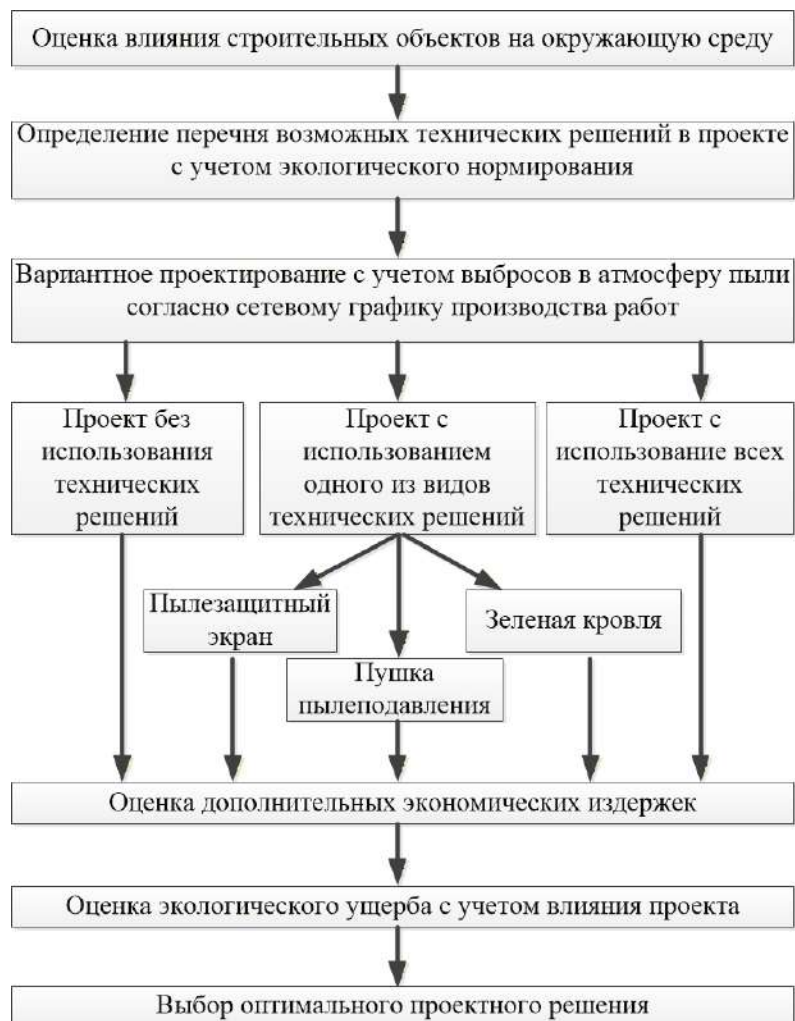 Оценка влияния строительных объектов на окружающую среду
Определение перечня возможных технических решений в проекте
с учетом экологического нормирования
Вариантное проектирование с учетом выбросов в атмосферу пыли
согласно сетевому графику производства работ
Проект без
использования
технических
решений
Проект с
использованием
одного из видов
технических решений
Проект с
использование всех
технических
решений
Пылезащитный
экран
Пушка
пылеподавления
Зеленая кровля
Оценка дополнительных экономических издержек
Оценка экологического ущерба с учетом влияния проекта
Выбор оптимального проектного решения